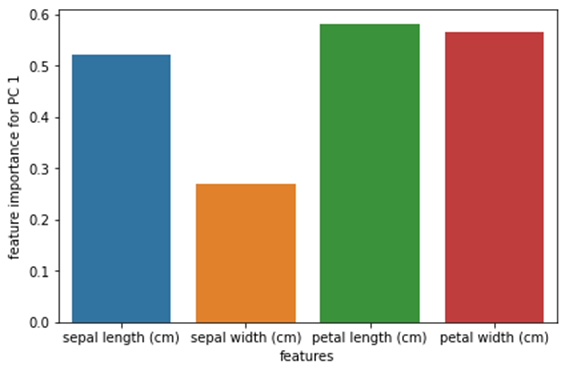 feature importance for PC 1
0.6
0.5
0.4
0.3
0.2
0.1
0.0
sepal length (cm) sepal width (cm) petal length (cm) petal width (cm)
features